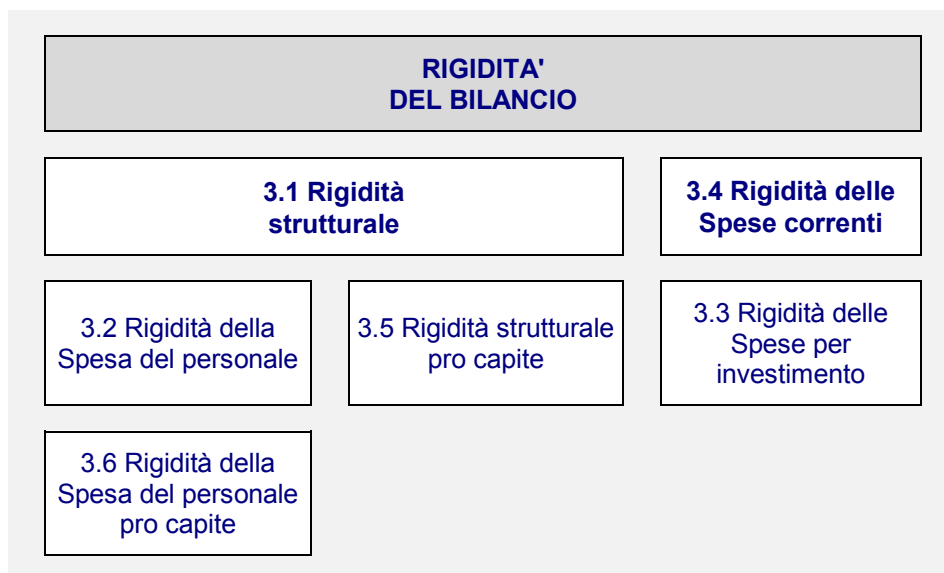 RIGIDITA'
DEL BILANCIO
3.1 Rigidità
strutturale
3.4 Rigidità delle
Spese correnti
3.2 Rigidità della
Spesa del personale
3.5 Rigidità strutturale
pro capite
3.3 Rigidità delle
Spese per
investimento
3.6 Rigidità della
Spesa del personale
pro capite